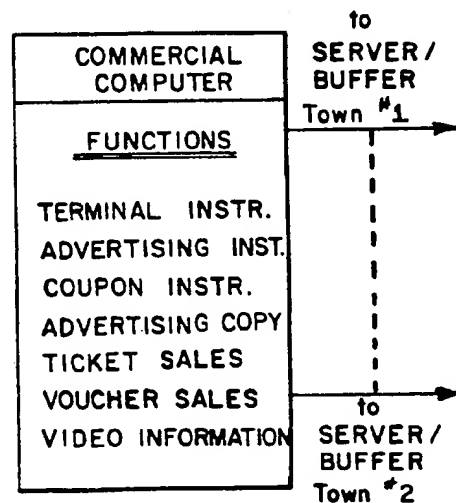 COMMERCIAL
COMPUTER
FUNCTIONS
TERMINAL INSTR.
ADVERTISING INST.
COUPON INSTR.
ADVERTISING COPY
TICKET SALES
VOUCHER SALES
VIDEO INFORMATION
to
SERVER/
BUFFER
Town #1
to
SERVER/
BUFFER
Town #2